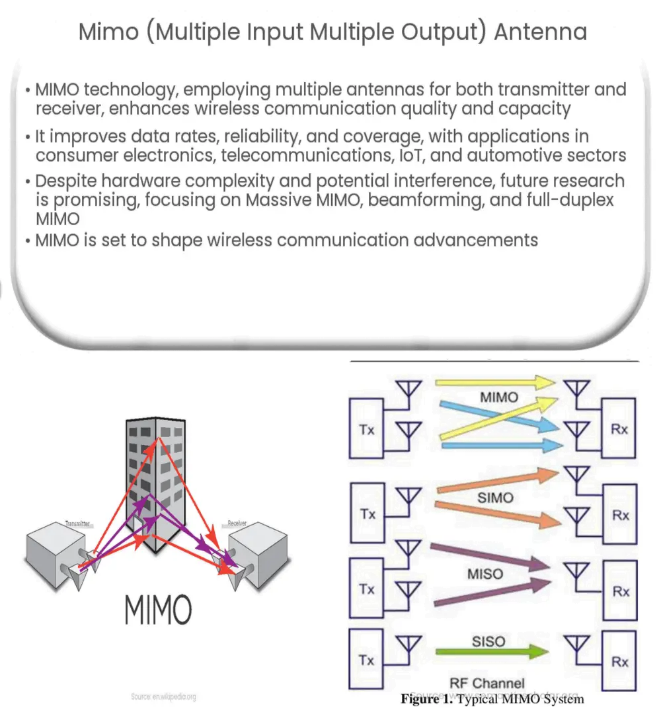 Mimo (Multiple Input Multiple Output) Antenna
• MIMO technology, employing multiple antennas for both transmitter and
receiver, enhances wireless communication quality and capacity
• It improves data rates, reliability, and coverage, with applications in
consumer electronics, telecommunications, IoT, and automotive sectors
• Despite hardware complexity and potential interference, future research
is promising, focusing on Massive MIMO, beamforming, and full-duplex
MIMO
• MIMO is set to shape wireless communication advancements
Transmitter
Receiver
MIMO
Source: en.wikipedia.org
Tx
MIMO
Rx
Tx
SIMO
Rx
Tx
MISO
Rx
Tx
SISO
Rx
RF Channel
Figure 1. Typical MIMO System